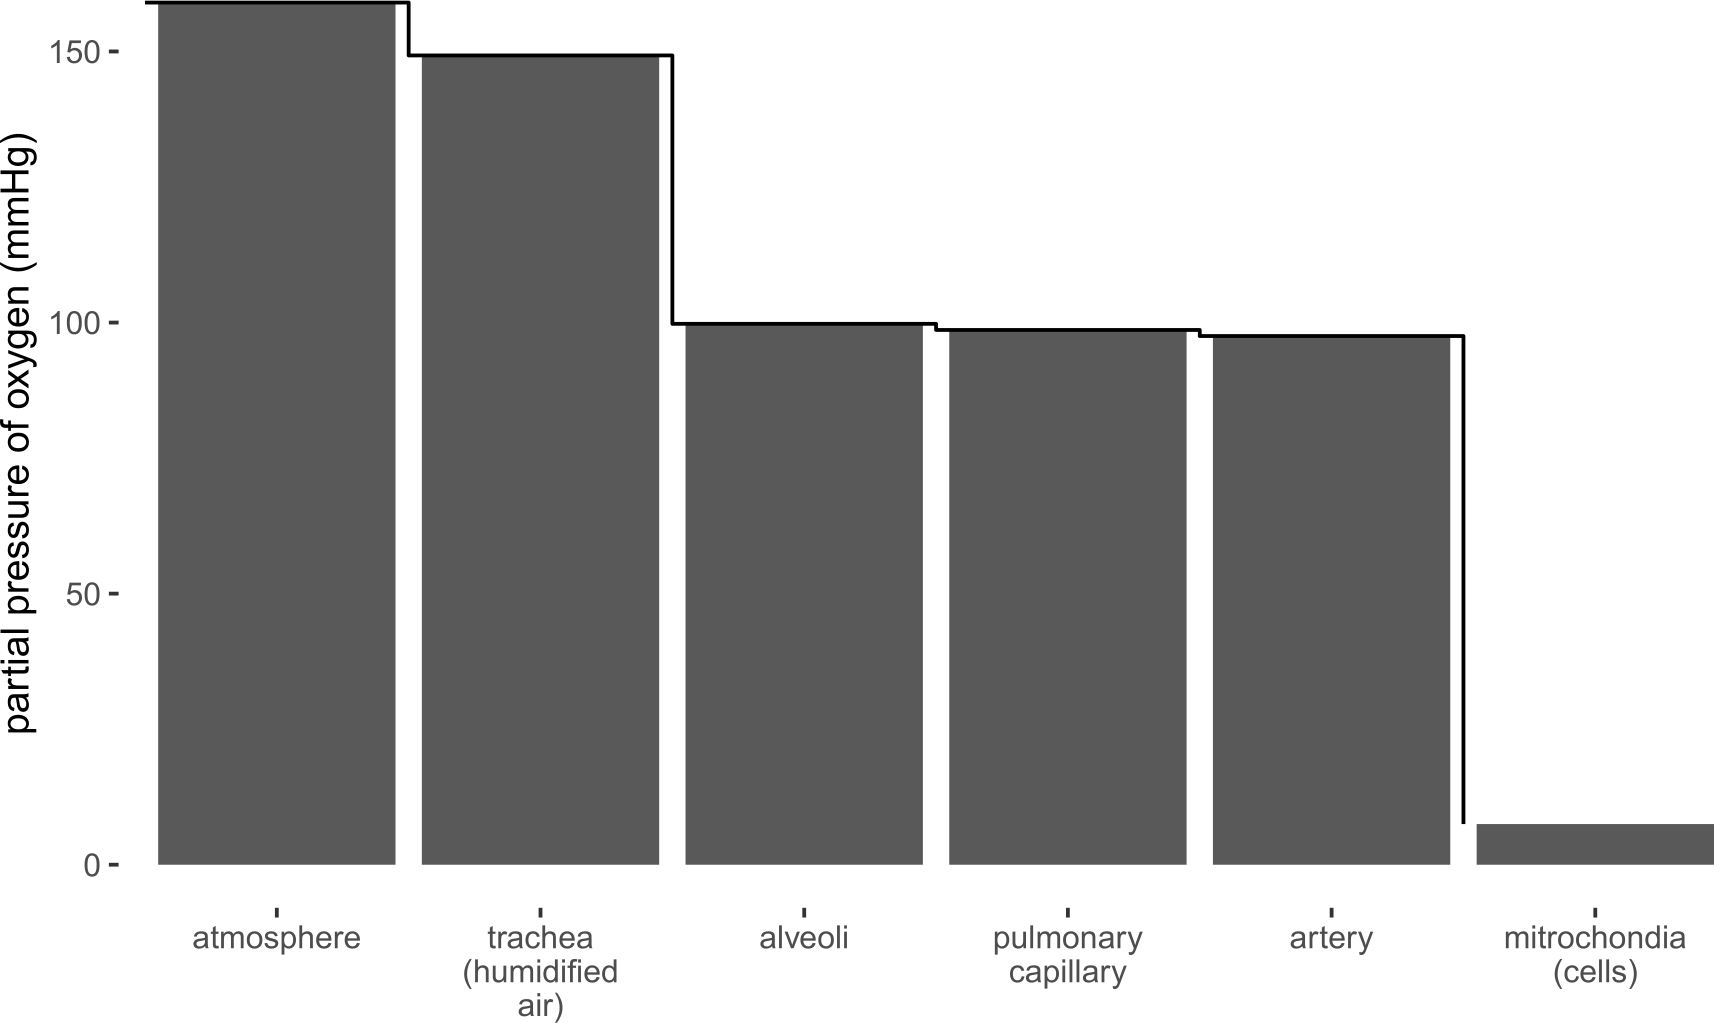 partial pressure of oxygen (mmHg)
150
100
50
0
atmosphere
trachea
(humidified
air)
alveoli
pulmonary
capillary
artery
mitrochondia
(cells)